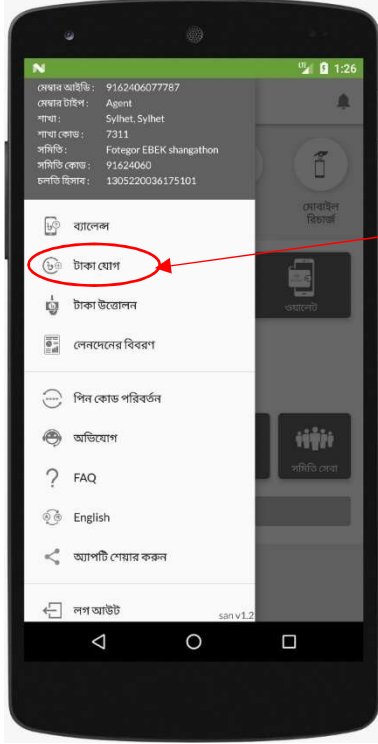 1:26
মেম্বার আইডি : 9162406077787
মেম্বার টাইপ : Agent
শাখা : Sylhet, Sylhet
শাখা কোড : 7311
সমিতি : Fotegor EBEK shangathon
সমিতি কোড : 91624060
চলতি হিসাব : 1305220036175101
ব্যালেন্স
টাকা যোগ
টাকা উত্তোলন
লেনদেনের বিবরণ
পিন কোড পরিবর্তন
অভিযোগ
FAQ
English
অ্যাপটি শেয়ার করুন
লগ আউট
san v1.2
মোবাইল
রিচার্জ
ওয়ালেট
সমিতি সেবা